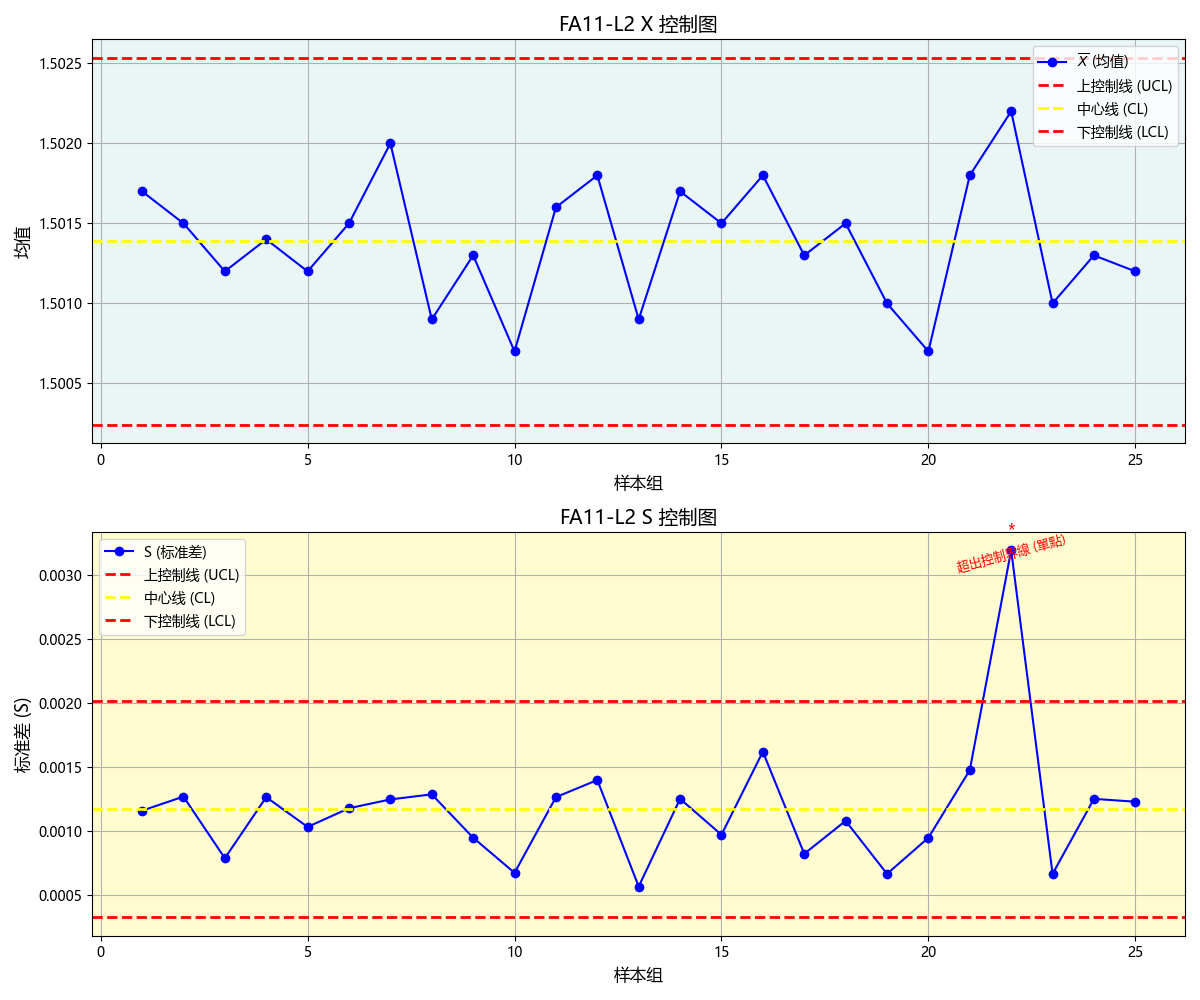 FA11-L2 X 控制图
1.5025
1.5020
1.5015
1.5010
1.5005
均值
X (均值)
上控制线 (UCL)
中心线 (CL)
下控制线 (LCL)
0 5 10 15 20 25
样本组
FA11-L2 S 控制图
0.0030
0.0025
0.0020
0.0015
0.0010
0.0005
标准差 (S)
S (标准差)
上控制线 (UCL)
中心线 (CL)
下控制线 (LCL)
*
超出控制界線 (單點)
0 5 10 15 20 25
样本组